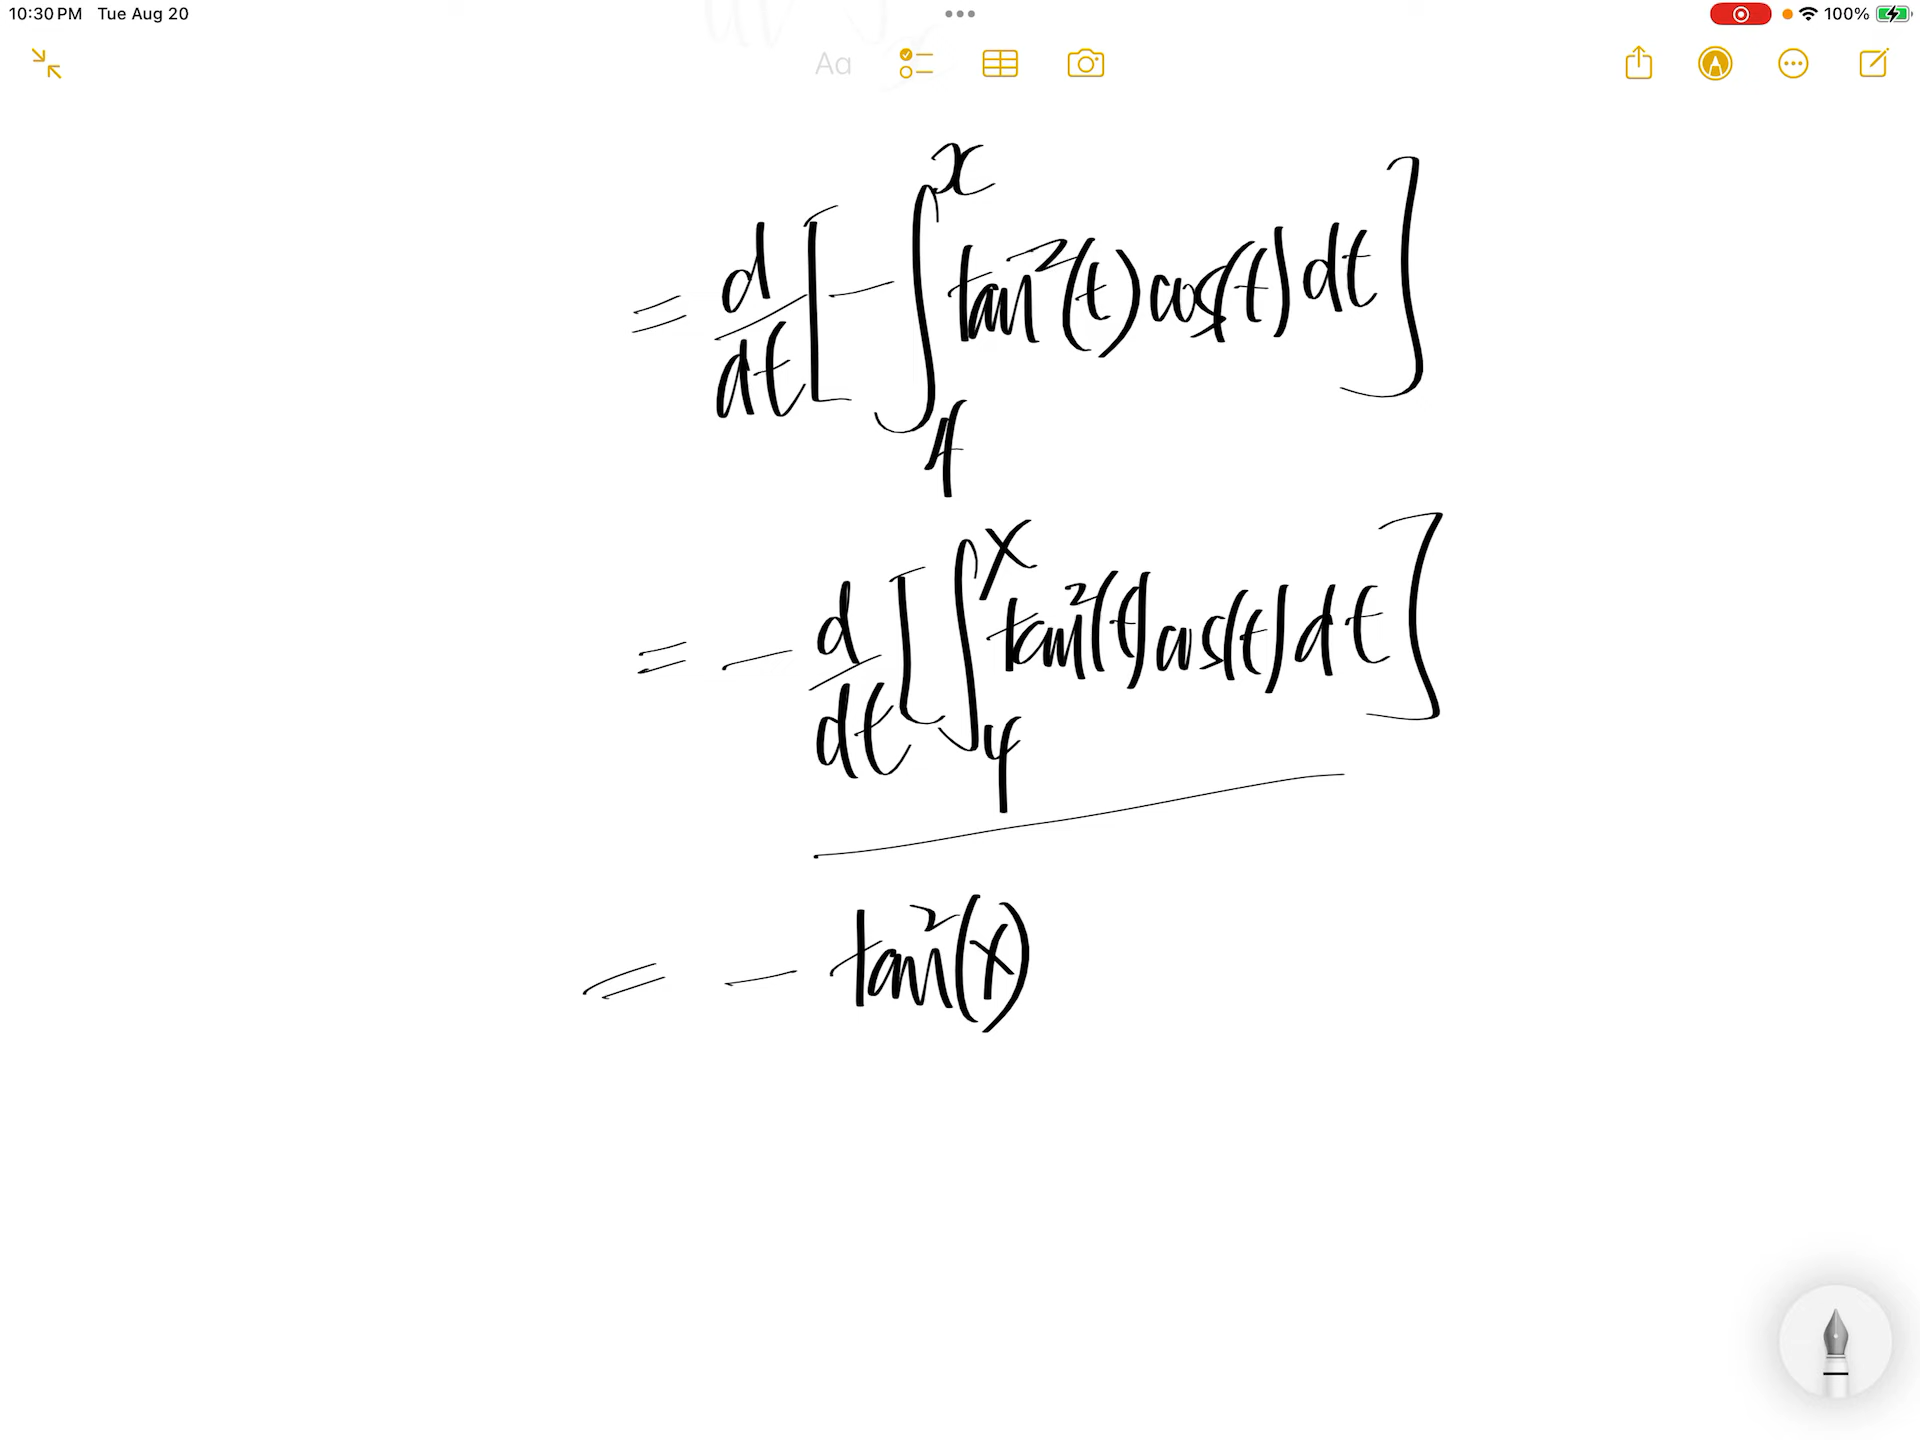 10:30 PM Tue Aug 20 100%
Aa
= d/dt [ - ∫_4^x tan²(t) cos(t) dt ]
= - d/dt [ ∫_4^x tan²(t) cos(t) dt ]
= - tan²(x)